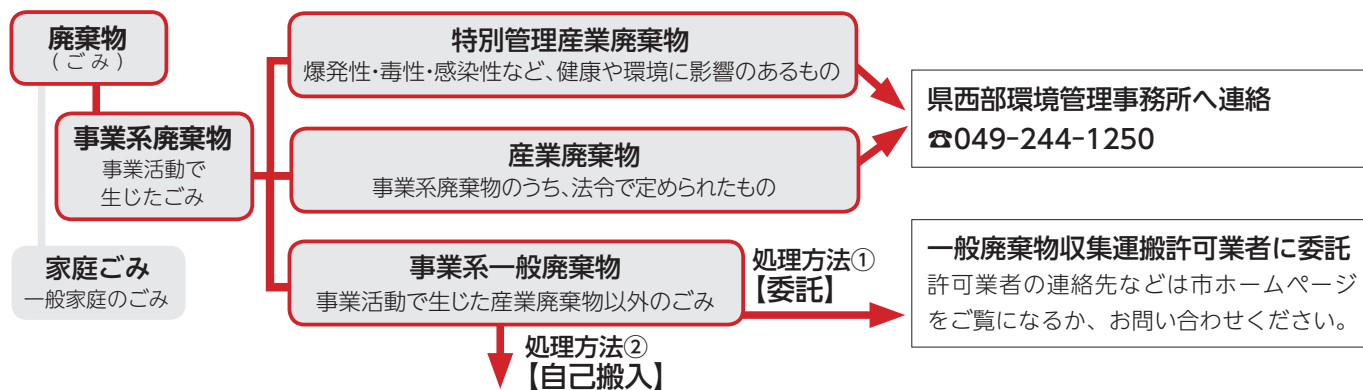 廃棄物
（ごみ）
事業系廃棄物
事業活動で
生じたごみ
家庭ごみ
一般家庭のごみ
特別管理産業廃棄物
爆発性・毒性・感染性など、健康や環境に影響のあるもの
産業廃棄物
事業系廃棄物のうち、法令で定められたもの
県西部環境管理事務所へ連絡
☎049-244-1250
事業系一般廃棄物
事業活動で生じた産業廃棄物以外のごみ
処理方法①
【委託】
一般廃棄物収集運搬許可業者に委託
許可業者の連絡先などは市ホームページ
をご覧になるか、お問い合わせください。
処理方法②
【自己搬入】